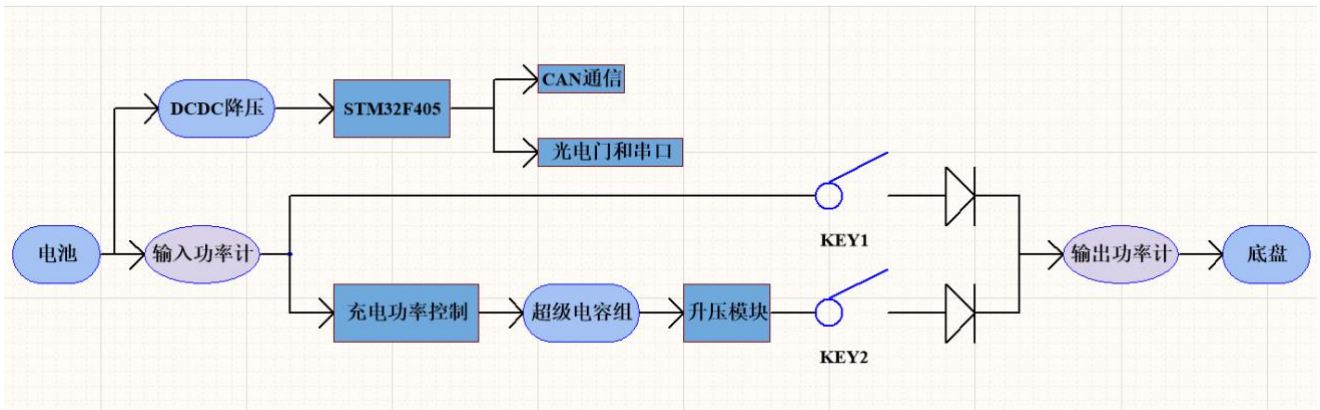 CAN通信
DCDC降压
STM32F405
光电门和串口
KEY1
电池
输入功率计
输出功率计
底盘
充电功率控制
超级电容组
升压模块
KEY2